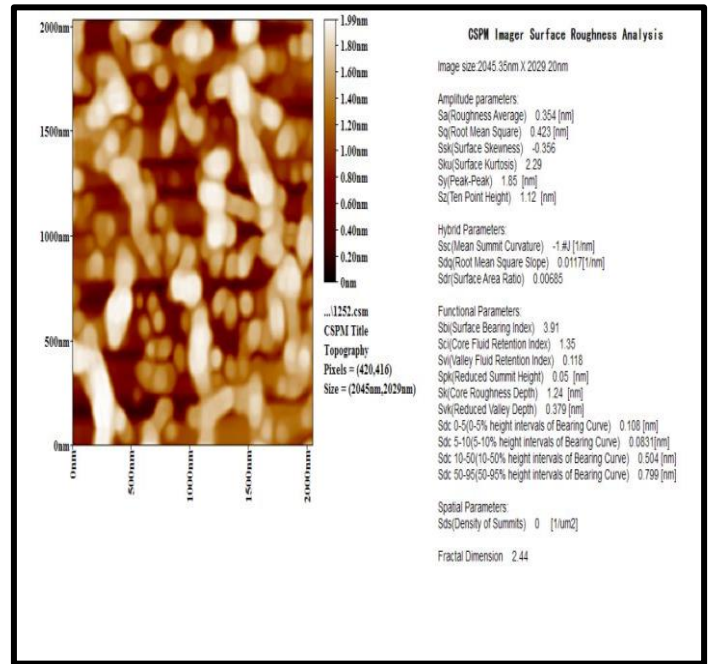 2000nm
1500nm
1000nm
500nm
0nm
0nm
500nm
1000nm
1500nm
2000nm
1.99nm
1.80nm
1.60nm
1.40nm
1.20nm
1.00nm
0.80nm
0.60nm
0.40nm
0.20nm
0nm
...\1252.csm
CSPM Title
Topography
Pixels = (420,416)
Size = (2045nm,2029nm)
CSPM Imager Surface Roughness Analysis
Image size:2045.35nm X 2029.20nm
Amplitude parameters:
Sa(Roughness Average) 0.354 [nm]
Sq(Root Mean Square) 0.423 [nm]
Ssk(Surface Skewness) -0.356
Sku(Surface Kurtosis) 2.29
Sy(Peak-Peak) 1.85 [nm]
Sz(Ten Point Height) 1.12 [nm]
Hybrid Parameters:
Ssc(Mean Summit Curvature) -1.#J [1/nm]
Sdq(Root Mean Square Slope) 0.0117[1/nm]
Sdr(Surface Area Ratio) 0.00685
Functional Parameters:
Sbi(Surface Bearing Index) 3.91
Sci(Core Fluid Retention Index) 1.35
Svi(Valley Fluid Retention Index) 0.118
Spk(Reduced Summit Height) 0.05 [nm]
Sk(Core Roughness Depth) 1.24 [nm]
Svk(Reduced Valley Depth) 0.379 [nm]
Sdc 0-5(0-5% height intervals of Bearing Curve) 0.108 [nm]
Sdc 5-10(5-10% height intervals of Bearing Curve) 0.0831[nm]
Sdc 10-50(10-50% height intervals of Bearing Curve) 0.504 [nm]
Sdc 50-95(50-95% height intervals of Bearing Curve) 0.799 [nm]
Spatial Parameters:
Sds(Density of Summits) 0 [1/um2]
Fractal Dimension 2.44